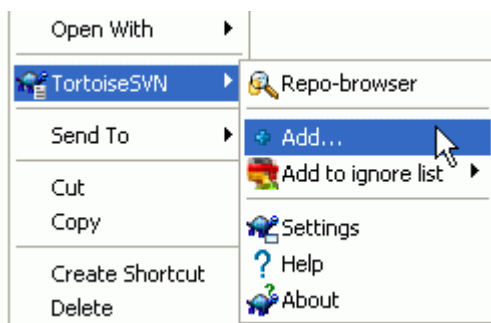 Open With
TortoiseSVN
Send To
Cut
Copy
Create Shortcut
Delete
Repo-browser
Add...
Add to ignore list
Settings
Help
About